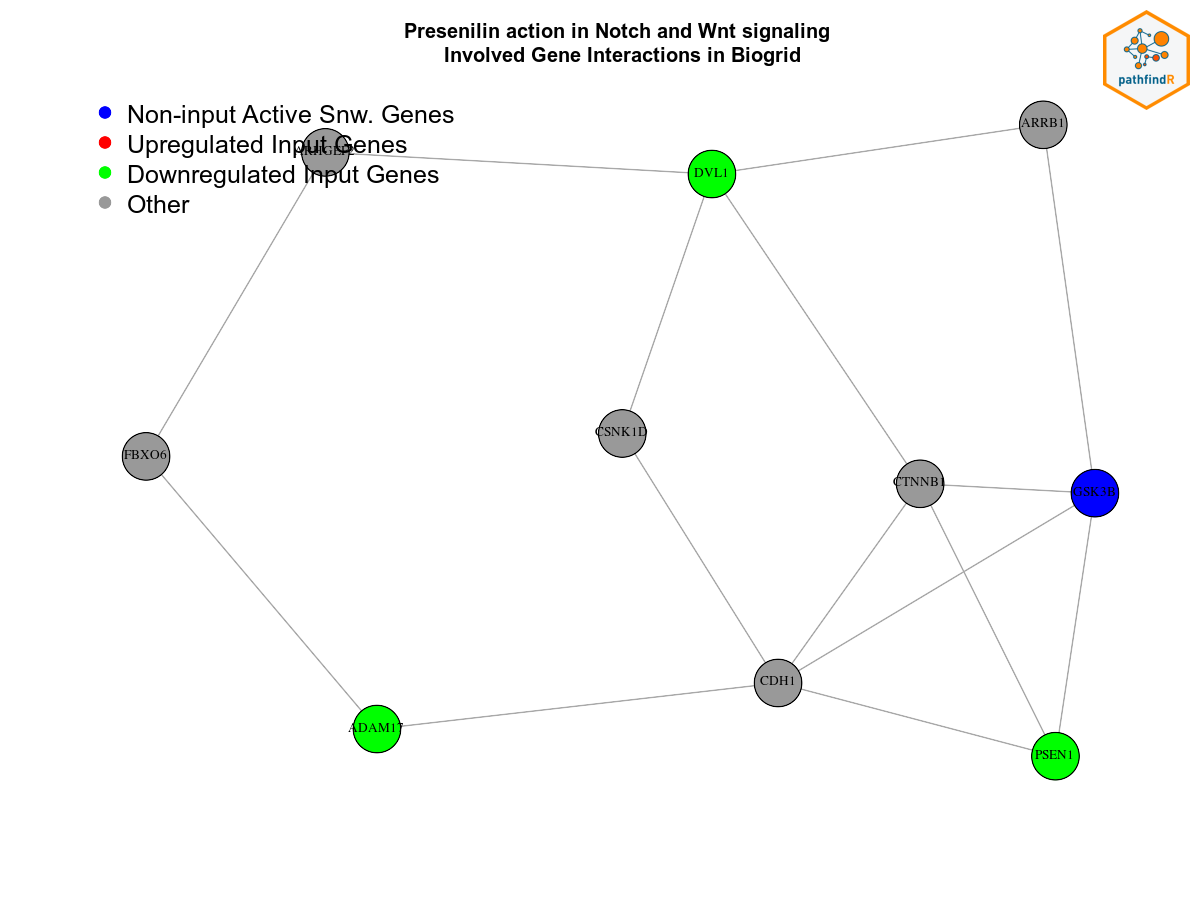 Presenilin action in Notch and Wnt signaling
Involved Gene Interactions in Biogrid
pathfindR
Non-input Active Snw. Genes
Upregulated Input Genes
Downregulated Input Genes
Other
ARRB1
DVL1
CSNK1D
FBXO6
CTNNB1
GSK3B
CDH1
ADAM17
PSEN1